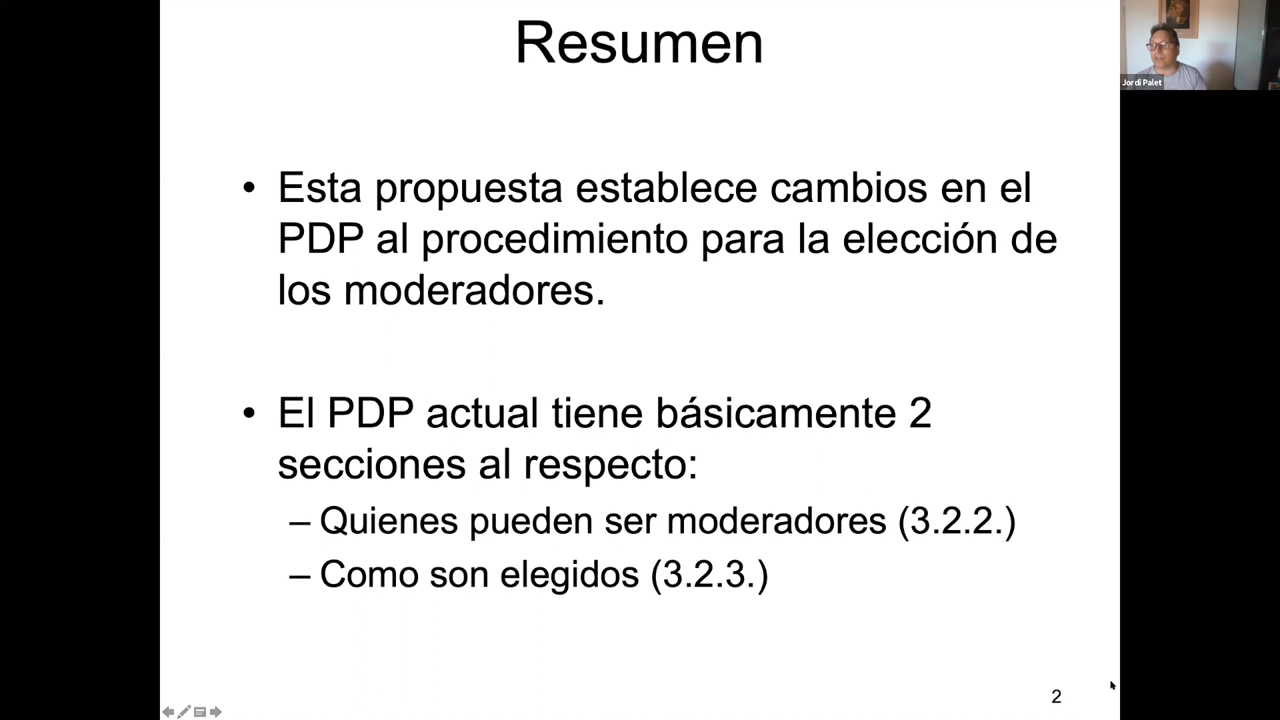 Resumen
Jordi Palet
• Esta propuesta establece cambios en el
PDP al procedimiento para la elección de
los moderadores.
• El PDP actual tiene básicamente 2
secciones al respecto:
– Quienes pueden ser moderadores (3.2.2.)
– Como son elegidos (3.2.3.)
2